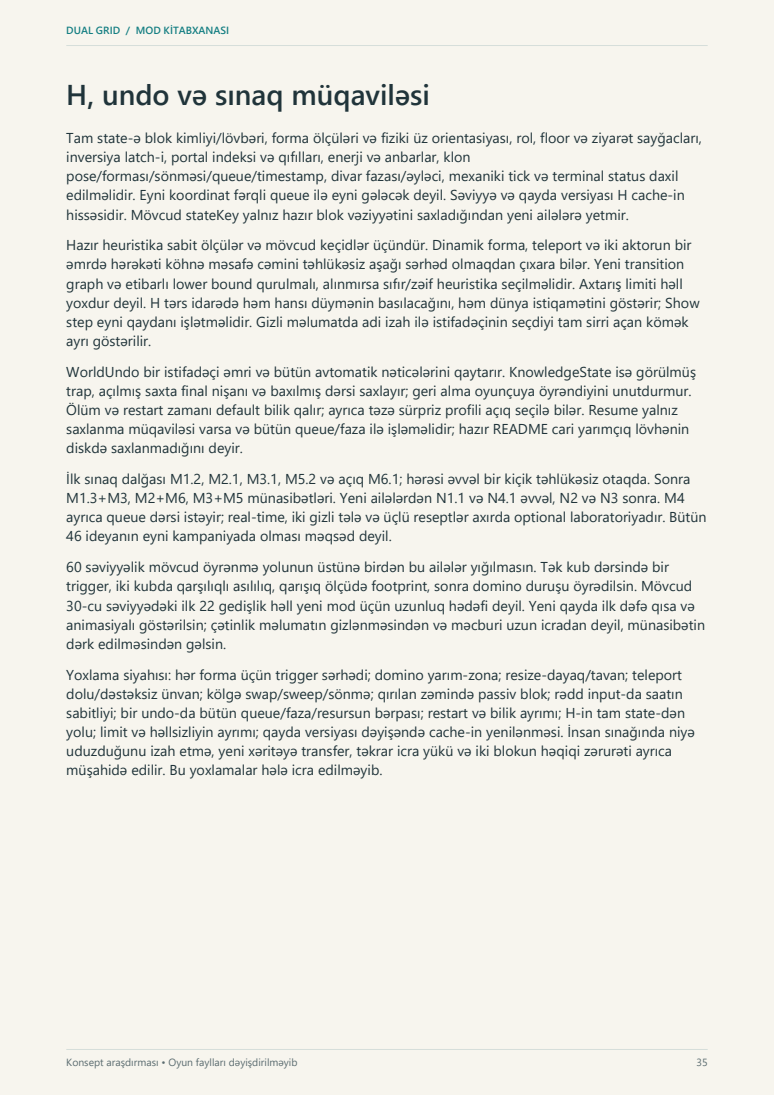 DUAL GRID / MOD KİTABXANASI
H, undo və sınaq müqaviləsi
Tam state-ə blok kimliyi/lövbəri, forma ölçüləri və fiziki üz orientasiyası, rol, floor və ziyarət sayğacları,
inversiya latch-i, portal indeksi və qıfılları, enerji və anbarlar, klon
pose/forması/sönməsi/queue/timestamp, divar fazası/əyləci, mexaniki tick və terminal status daxil
edilməlidir. Eyni koordinat fərqli queue ilə eyni gələcək deyil. Səviyyə və qayda versiyası H cache-in
hissəsidir. Mövcud stateKey yalnız hazır blok vəziyyətini saxladığından yeni ailələrə yetmir.
Hazır heuristika sabit ölçülər və mövcud keçidlər üçündür. Dinamik forma, teleport və iki aktorun bir
əmrdə hərəkəti köhnə məsafə cəmini təhlükəsiz aşağı sərhəd olmaqdan çıxara bilər. Yeni transition
graph və etibarlı lower bound qurulmalı, alınmırsa sıfır/zəif heuristika seçilməlidir. Axtarış limiti həll
yoxdur deyil. H tərs idarədə həm hansı düymənin basılacağını, həm dünya istiqamətini göstərir; Show
step eyni qaydanı işlətməlidir. Gizli məlumatda adi izah ilə istifadəçinin seçdiyi tam sirri açan kömək
ayrı göstərilir.
WorldUndo bir istifadəçi əmri və bütün avtomatik nəticələrini qaytarır. KnowledgeState isə görülmüş
trap, açılmış saxta final nişanı və baxılmış dərsi saxlayır; geri alma oyunçuya öyrəndiyini unutdurmur.
Ölüm və restart zamanı default bilik qalır; ayrıca təzə sürpriz profili açıq seçilə bilər. Resume yalnız
saxlanma müqaviləsi varsa və bütün queue/faza ilə işləməlidir; hazır README cari yarımçıq lövhənin
diskdə saxlanmadığını deyir.
İlk sınaq dalğası M1.2, M2.1, M3.1, M5.2 və açıq M6.1; hərəsi əvvəl bir kiçik təhlükəsiz otaqda. Sonra
M1.3+M3, M2+M6, M3+M5 münasibətləri. Yeni ailələrdən N1.1 və N4.1 əvvəl, N2 və N3 sonra. M4
ayrıca queue dərsi istəyir; real-time, iki gizli tələ və üçlü reseptlər axırda optional laboratoriyadır. Bütün
46 ideyanın eyni kampaniyada olması məqsəd deyil.
60 səviyyəlik mövcud öyrənmə yolunun üstünə birdən bu ailələr yığılmasın. Tək kub dərsində bir
trigger, iki kubda qarşılıqlı asılılıq, qarışıq ölçüdə footprint, sonra domino duruşu öyrədilsin. Mövcud
30-cu səviyyədəki ilk 22 gedişlik həll yeni mod üçün uzunluq hədəfi deyil. Yeni qayda ilk dəfə qısa və
animasiyalı göstərilsin; çətinlik məlumatın gizlənməsindən və məcburi uzun icradan deyil, münasibətin
dərk edilməsindən gəlsin.
Yoxlama siyahısı: hər forma üçün trigger sərhədi; domino yarım-zona; resize-dayaq/tavan; teleport
dolu/dəstəksiz ünvan; kölgə swap/sweep/sönmə; qırılan zəmində passiv blok; rədd input-da saatın
sabitliyi; bir undo-da bütün queue/faza/resursun bərpası; restart və bilik ayrımı; H-in tam state-dən
yolu; limit və həllsizliyin ayrımı; qayda versiyası dəyişəndə cache-in yenilənməsi. İnsan sınağında niyə
uduzduğunu izah etmə, yeni xəritəyə transfer, təkrar icra yükü və iki blokun həqiqi zərurəti ayrıca
müşahidə edilir. Bu yoxlamalar hələ icra edilməyib.
Konsept araşdırması • Oyun faylları dəyişdirilməyib
35